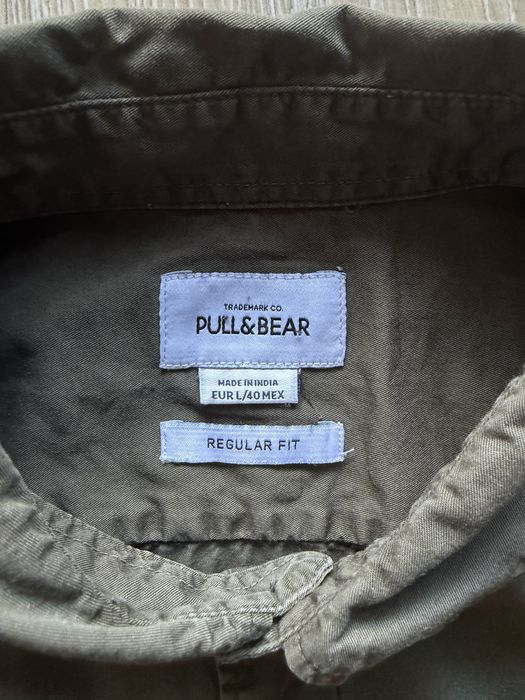 TRADEMARK CO.
PULL&BEAR
MADE IN INDIA
EUR L/40 MEX
REGULAR FIT